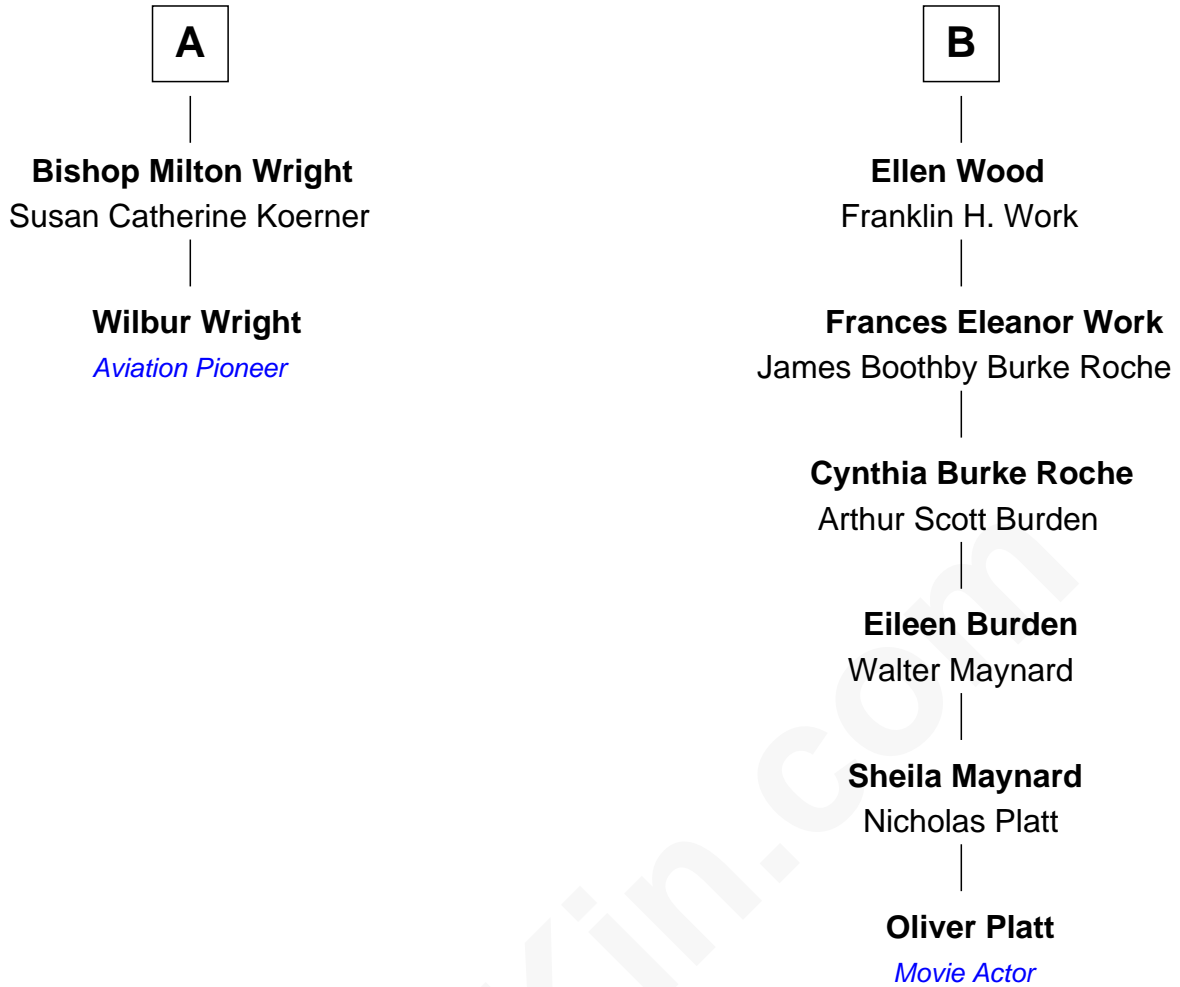 A
Bishop Milton Wright
Susan Catherine Koerner
Wilbur Wright
Aviation Pioneer
B
Ellen Wood
Franklin H. Work
Frances Eleanor Work
James Boothby Burke Roche
Cynthia Burke Roche
Arthur Scott Burden
Eileen Burden
Walter Maynard
Sheila Maynard
Nicholas Platt
Oliver Platt
Movie Actor
Kin.com